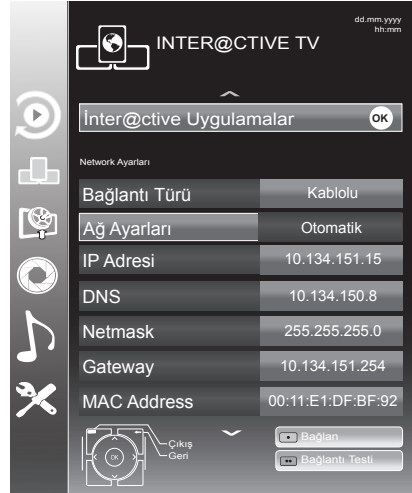 INTER@CTIVE TV
dd.mm.yyyy
hh:mm
İnter@ctive Uygulamalar OK
Network Ayarları
Bağlantı Türü Kablolu
Ağ Ayarları Otomatik
IP Adresi 10.134.151.15
DNS 10.134.150.8
Netmask 255.255.255.0
Gateway 10.134.151.254
MAC Address 00:11:E1:DF:BF:92
Çıkış
Geri
OK
Bağlan
Bağlantı Testi